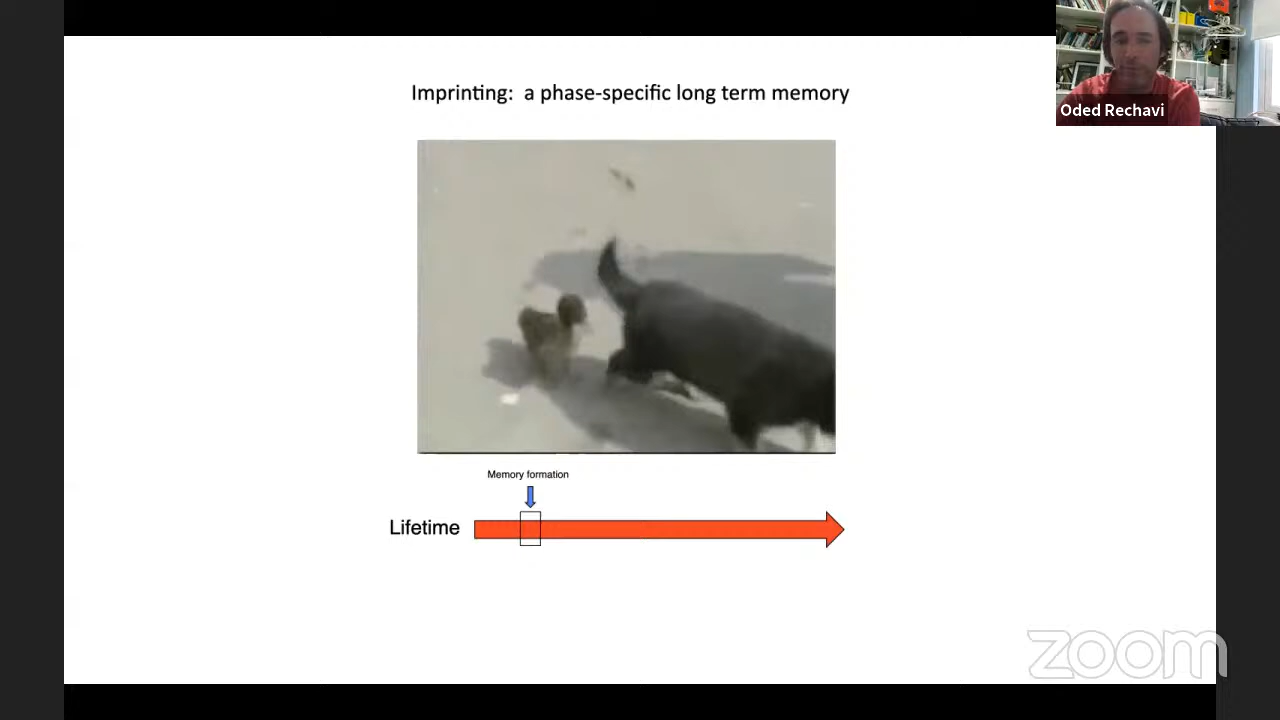 Imprinting:  a phase-specific long term memory
Oded Rechavi
Memory formation
Lifetime
zoom